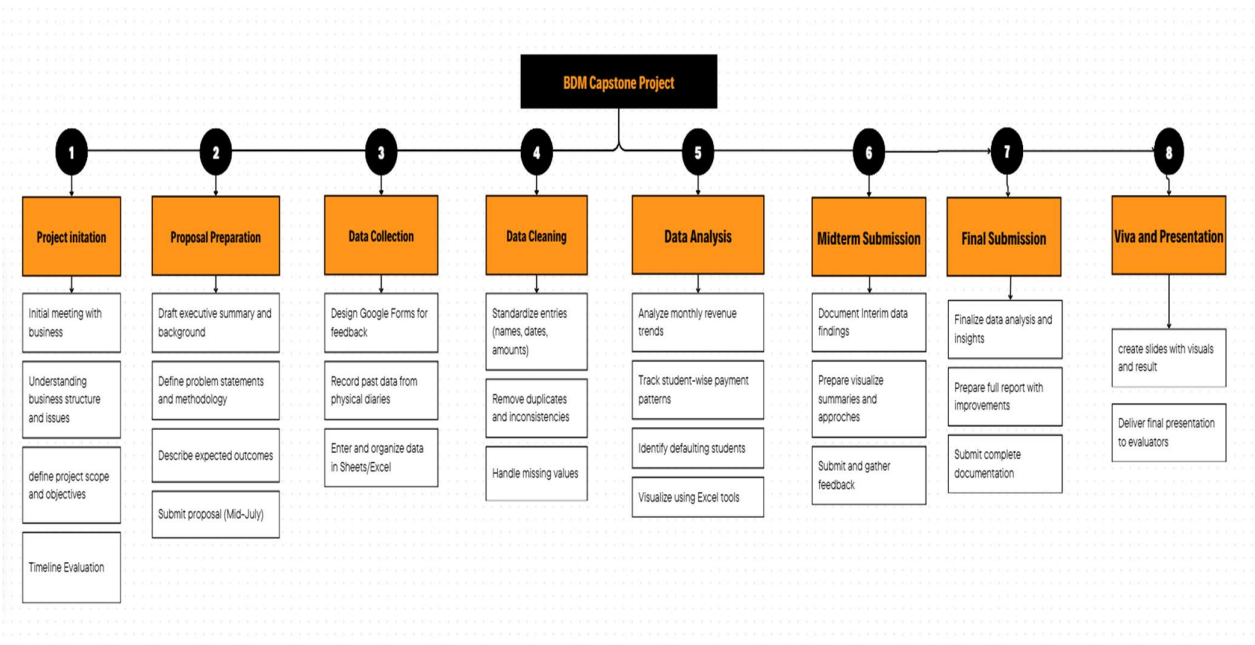 BDM Capstone Project
1
2
3
4
5
6
7
8
Project initation
Proposal Preparation
Data Collection
Data Cleaning
Data Analysis
Midterm Submission
Final Submission
Viva and Presentation
Initial meeting with
business
Understanding
business structure
and issues
define project scope
and objectives
Timeline Evaluation
Draft executive summary and
background
Define problem statements
and methodology
Describe expected outcomes
Submit proposal (Mid-July)
Design Google Forms for
feedback
Record past data from
physical diaries
Enter and organize data
in Sheets/Excel
Standardize entries
(names, dates,
amounts)
Remove duplicates
and inconsistencies
Handle missing values
Analyze monthly revenue
trends
Track student-wise payment
patterns
Identify defaulting students
Visualize using Excel tools
Document Interim data
findings
Prepare visualize
summaries and
approches
Submit and gather
feedback
Finalize data analysis and
insights
Prepare full report with
improvements
Submit complete
documentation
create slides with visuals
and result
Deliver final presentation
to evaluators